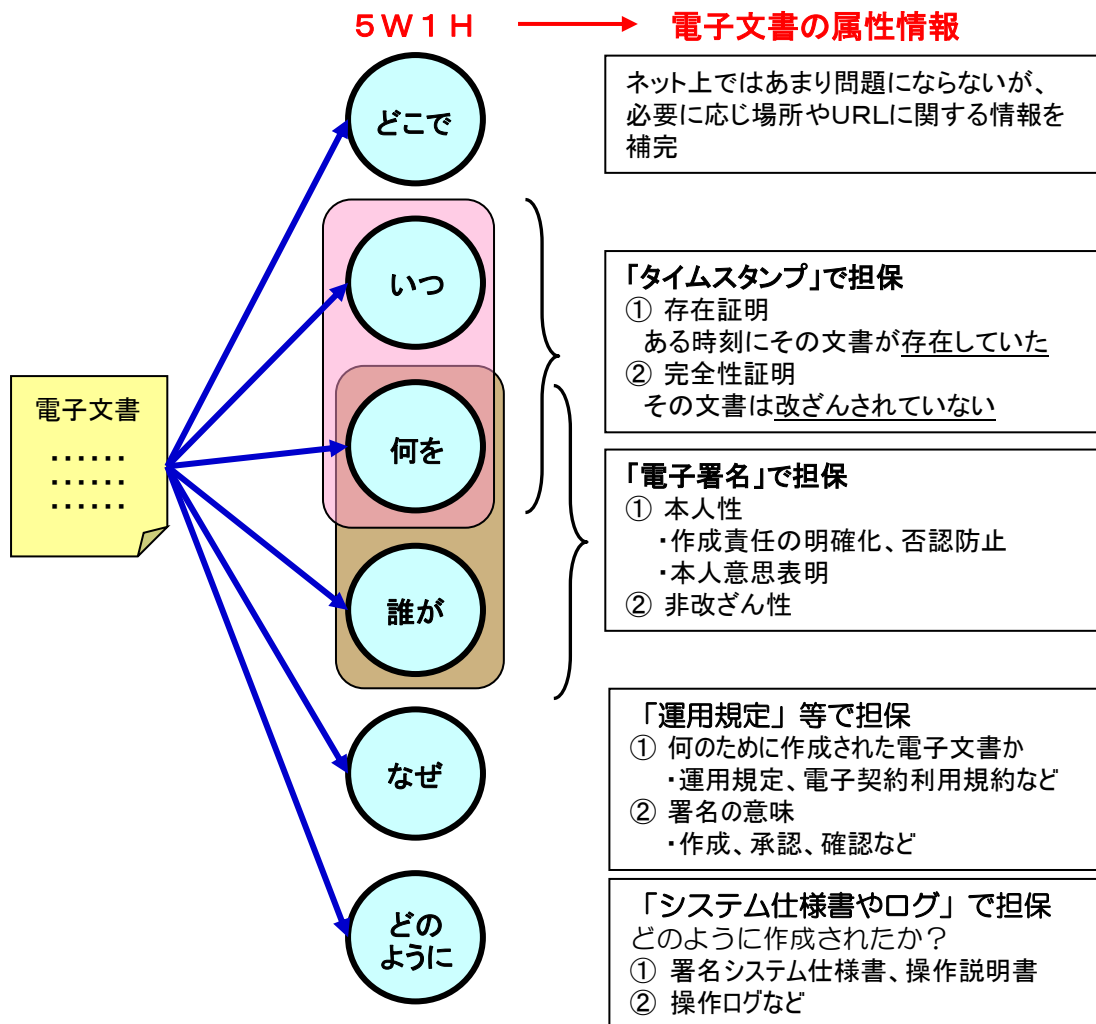 ５Ｗ１Ｈ
電子文書の属性情報
どこで
ネット上ではあまり問題にならないが、
必要に応じ場所やＵＲＬに関する情報を
補完
いつ
「タイムスタンプ」で担保
① 存在証明
ある時刻にその文書が存在していた
② 完全性証明
その文書は改ざんされていない
電子文書
‥‥‥
‥‥‥
‥‥‥
何を
「電子署名」で担保
① 本人性
・作成責任の明確化、否認防止
・本人意思表明
② 非改ざん性
誰が
なぜ
「運用規定」等で担保
① 何のために作成された電子文書か
・運用規定、電子契約利用規約など
② 署名の意味
・作成、承認、確認など
どの
ように
「システム仕様書やログ」で担保
どのように作成されたか？
① 署名システム仕様書、操作説明書
② 操作ログなど